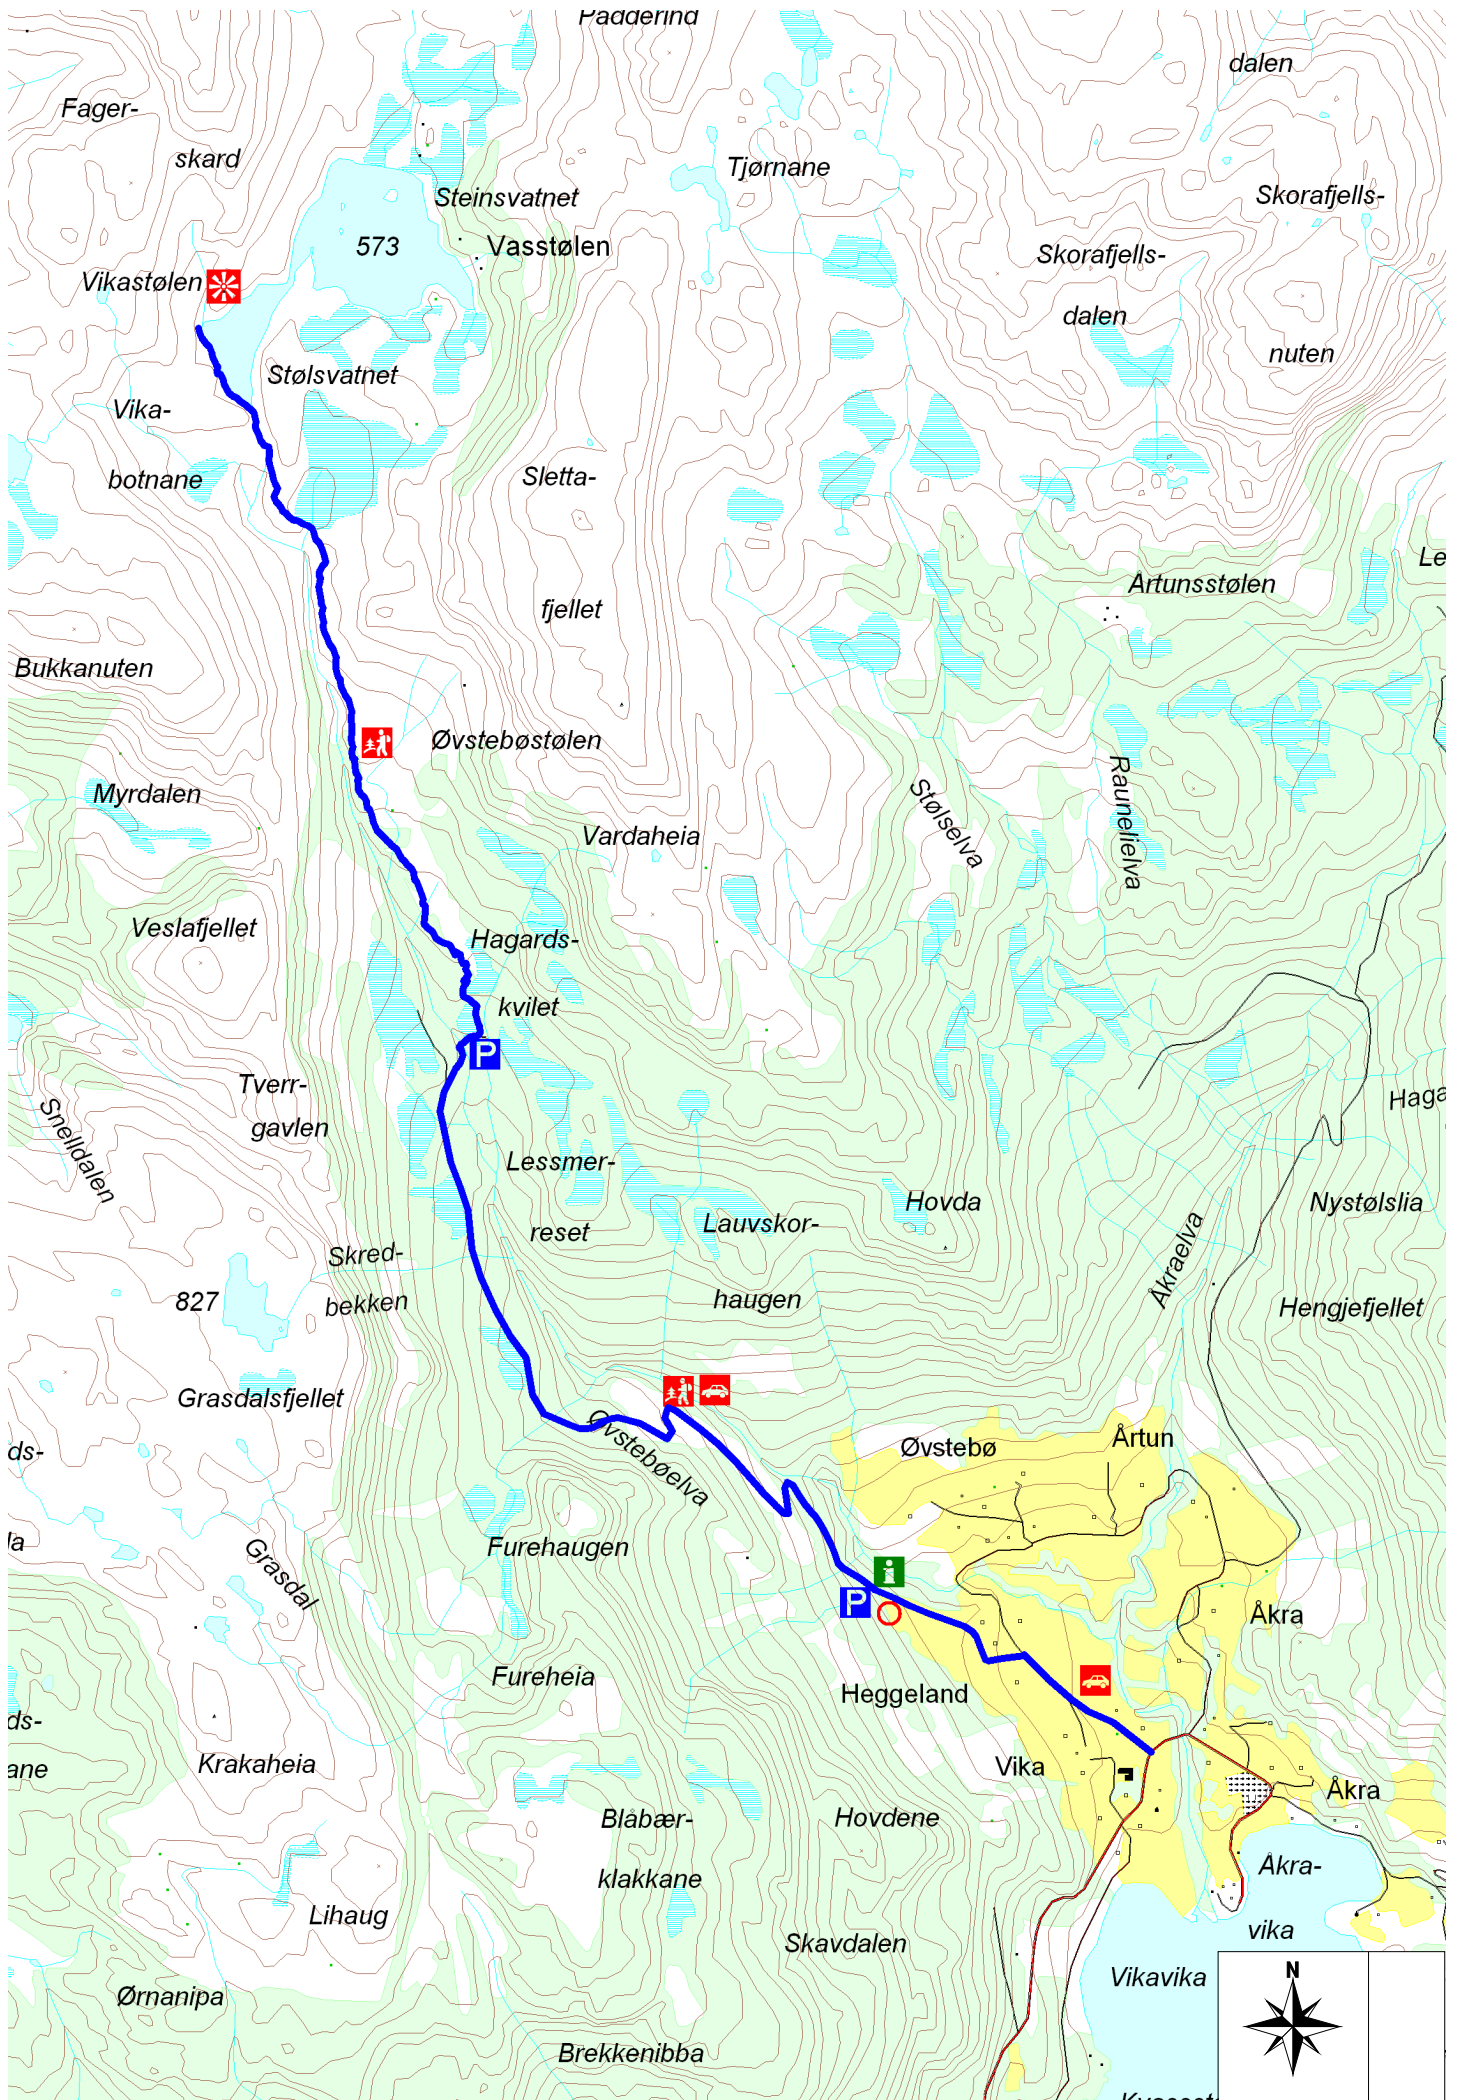 Padderind
dalen
Fager-
skard
Tjørnane
Steinsvatnet
Skorafjells-
573
Vasstølen
Skorafjells-
Vikastølen
dalen
nuten
Stølsvatnet
Vika-
botnane
Sletta-
Le
Årtunsstølen
fjellet
Bukkanuten
Øvstebøstølen
Myrdalen
Stølselva
Raunelielva
Vardaheia
Veslafjellet
Hagards-
kvilet
P
Tverr-
gavlen
Haga
Snelldalen
Lessmer-
reset
Hovda
Nystølslia
Lauvskor-
Åkraelva
Skred-
bekken
haugen
827
Hengjefjellet
Grasdalsfjellet
Øvstebøelva
Øvstebø
Årtun
ds-
la
Grasdal
Furehaugen
i
P
Åkra
Fureheia
Heggeland
ds-
ane
Krakaheia
Vika
Åkra
Blåbær-
klakkane
Hovdene
Åkra-
vika
Lihaug
Skavdalen
Vikavika
N
Ørnanipa
Brekkenibba